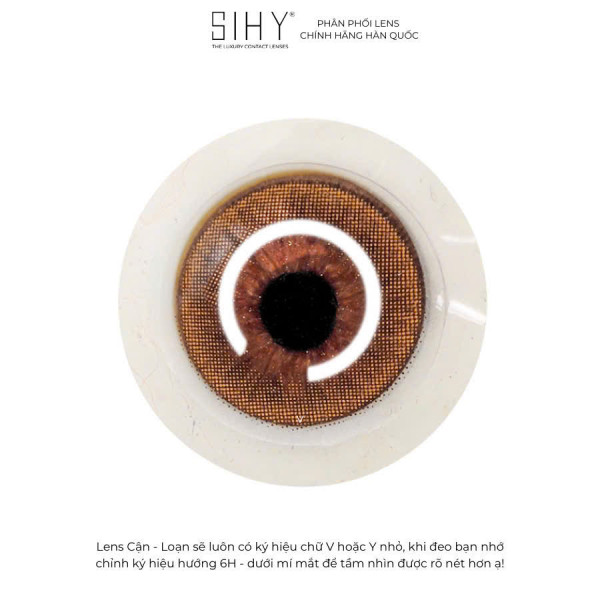 SIHY®
THE LUXURY CONTACT LENSES
PHÂN PHỐI LENS
CHÍNH HÃNG HÀN QUỐC
V
Lens Cận - Loạn sẽ luôn có ký hiệu chữ V hoặc Y nhỏ, khi đeo bạn nhớ
chỉnh ký hiệu hướng 6H - dưới mí mắt để tầm nhìn được rõ nét hơn ạ!